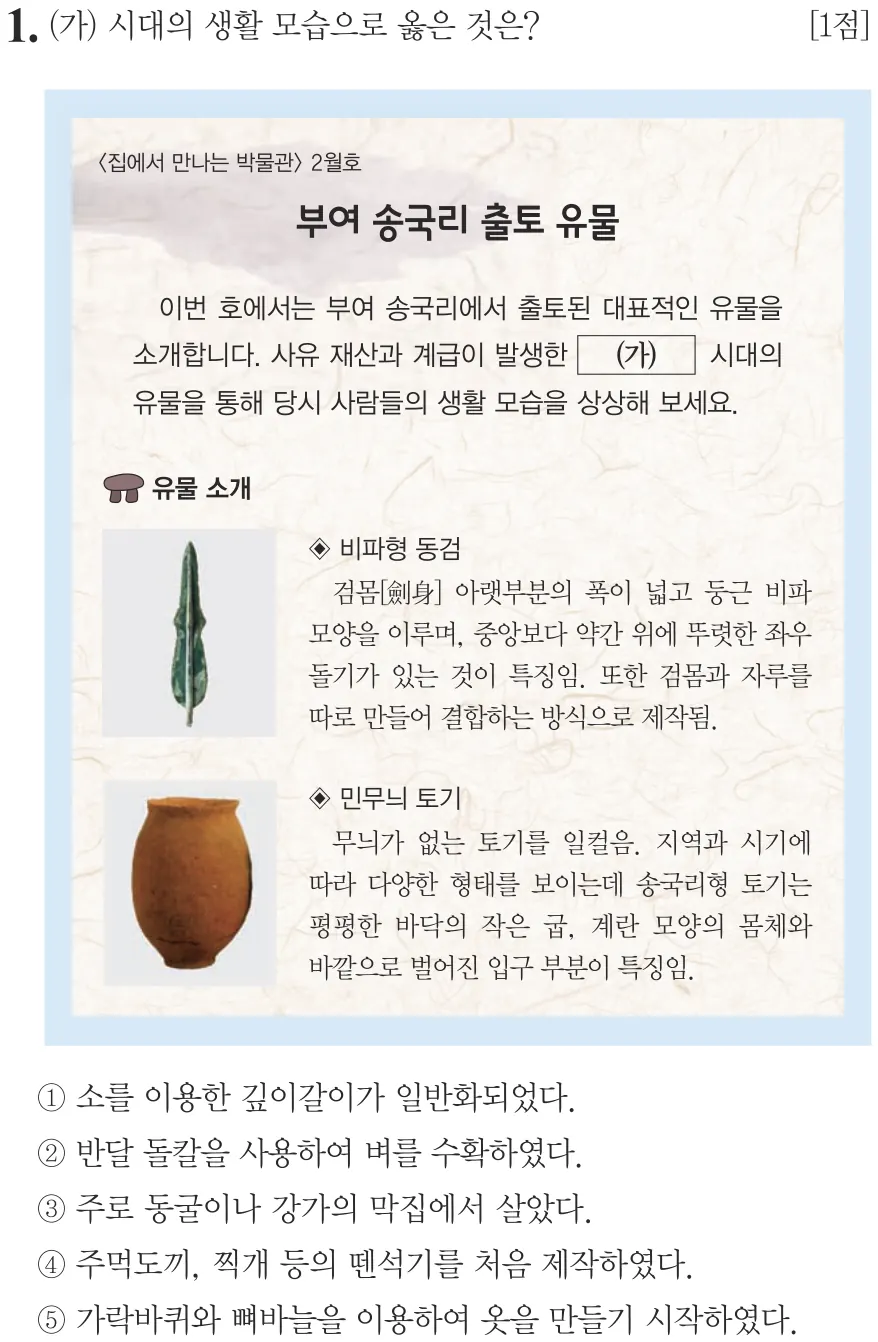 1. (가) 시대의 생활 모습으로 옳은 것은? [1점]
〈집에서 만나는 박물관〉 2월호
부여 송국리 출토 유물
이번 호에서는 부여 송국리에서 출토된 대표적인 유물을
소개합니다. 사유 재산과 계급이 발생한 (가) 시대의
유물을 통해 당시 사람들의 생활 모습을 상상해 보세요.
유물 소개
◈ 비파형 동검
검몸[劍身] 아랫부분의 폭이 넓고 둥근 비파
모양을 이루며, 중앙보다 약간 위에 뚜렷한 좌우
돌기가 있는 것이 특징임. 또한 검몸과 자루를
따로 만들어 결합하는 방식으로 제작됨.
◈ 민무늬 토기
무늬가 없는 토기를 일컬음. 지역과 시기에
따라 다양한 형태를 보이는데 송국리형 토기는
평평한 바닥의 작은 굽, 계란 모양의 몸체와
바깥으로 벌어진 입구 부분이 특징임.
① 소를 이용한 깊이갈이가 일반화되었다.
② 반달 돌칼을 사용하여 벼를 수확하였다.
③ 주로 동굴이나 강가의 막집에서 살았다.
④ 주먹도끼, 찍개 등의 뗀석기를 처음 제작하였다.
⑤ 가락바퀴와 뼈바늘을 이용하여 옷을 만들기 시작하였다.